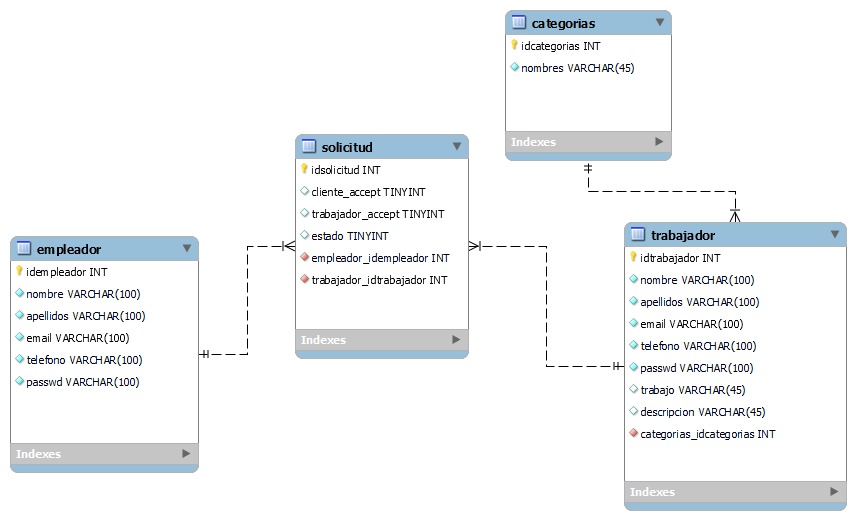 categorias
idcategorias INT
nombres VARCHAR(45)
Indexes
solicitud
idsolicitud INT
cliente_accept TINYINT
trabajador_accept TINYINT
estado TINYINT
empleador_idempleador INT
trabajador_idtrabajador INT
Indexes
empleador
idempleador INT
nombre VARCHAR(100)
apellidos VARCHAR(100)
email VARCHAR(100)
telefono VARCHAR(100)
passwd VARCHAR(100)
Indexes
trabajador
idtrabajador INT
nombre VARCHAR(100)
apellidos VARCHAR(100)
email VARCHAR(100)
telefono VARCHAR(100)
passwd VARCHAR(100)
trabajo VARCHAR(45)
descripcion VARCHAR(45)
categorias_idcategorias INT
Indexes